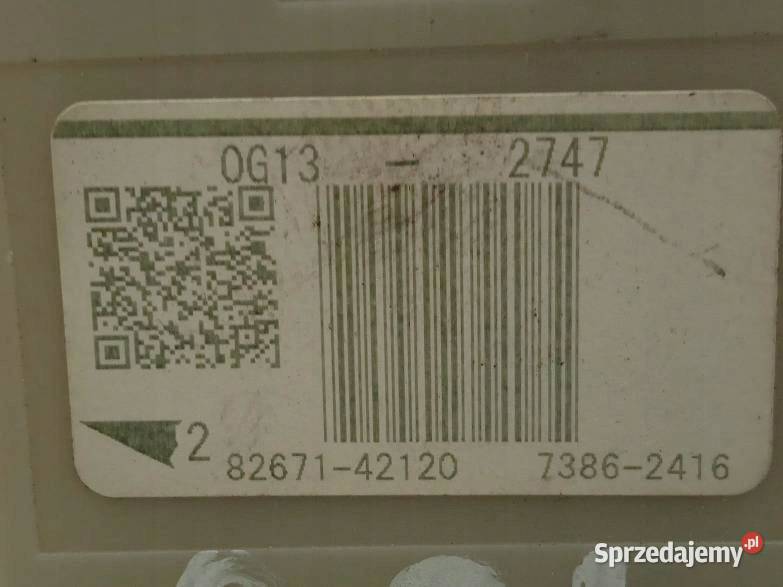 0G13 - 2747
2
82671-42120 7386-2416
Sprzedajemy.pl